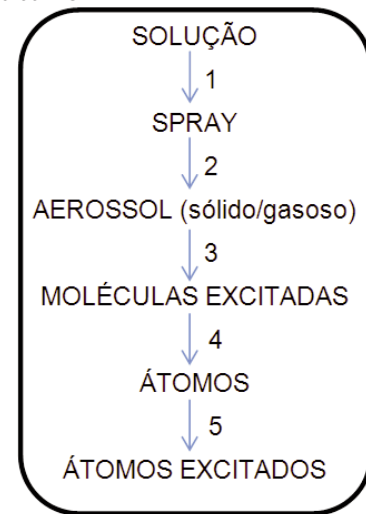 SOLUÇÃO
1
SPRAY
2
AEROSSOL (sólido/gasoso)
3
MOLÉCULAS EXCITADAS
4
ÁTOMOS
5
ÁTOMOS EXCITADOS